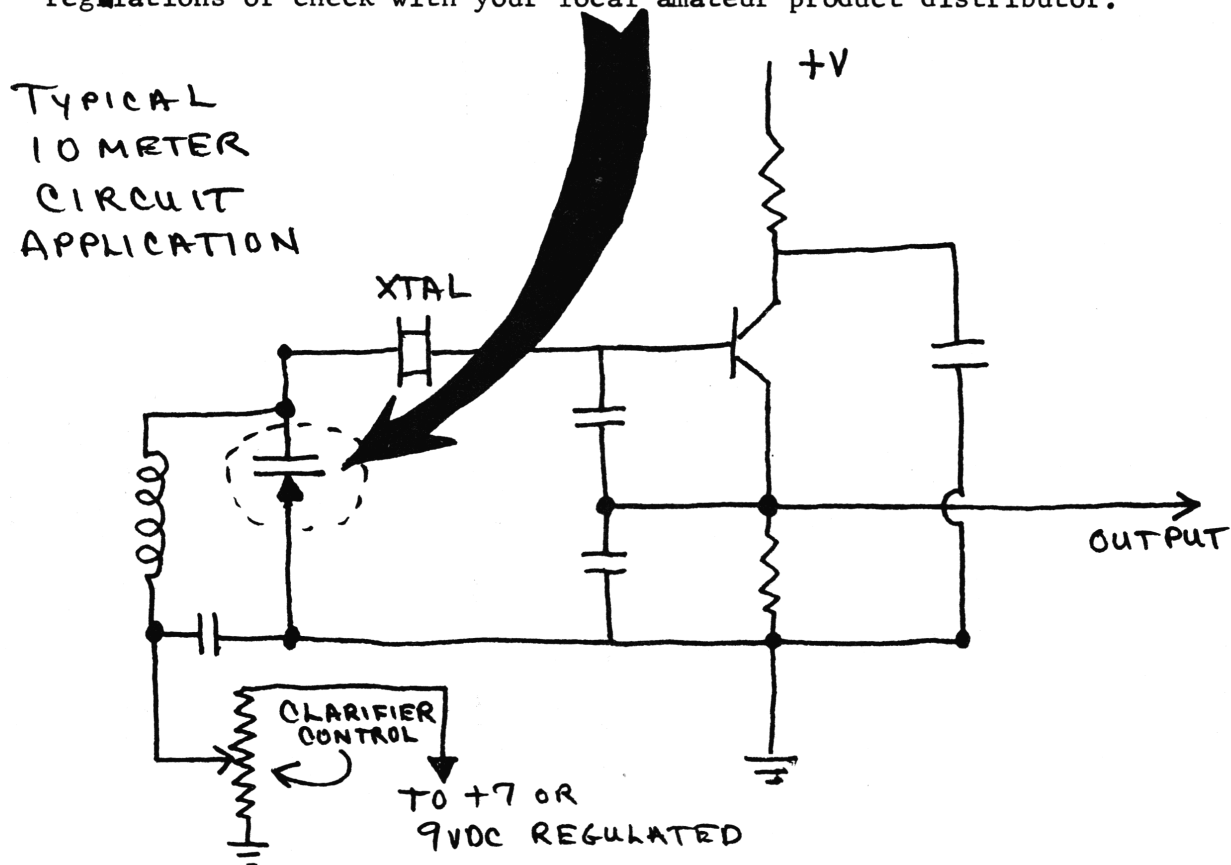 regulations or check with your local amateur product distributor.
+V
TYPICAL
10 METER
CIRCUIT
APPLICATION
XTAL
OUTPUT
CLARIFIER
CONTROL
TO +7 OR
9VDC REGULATED